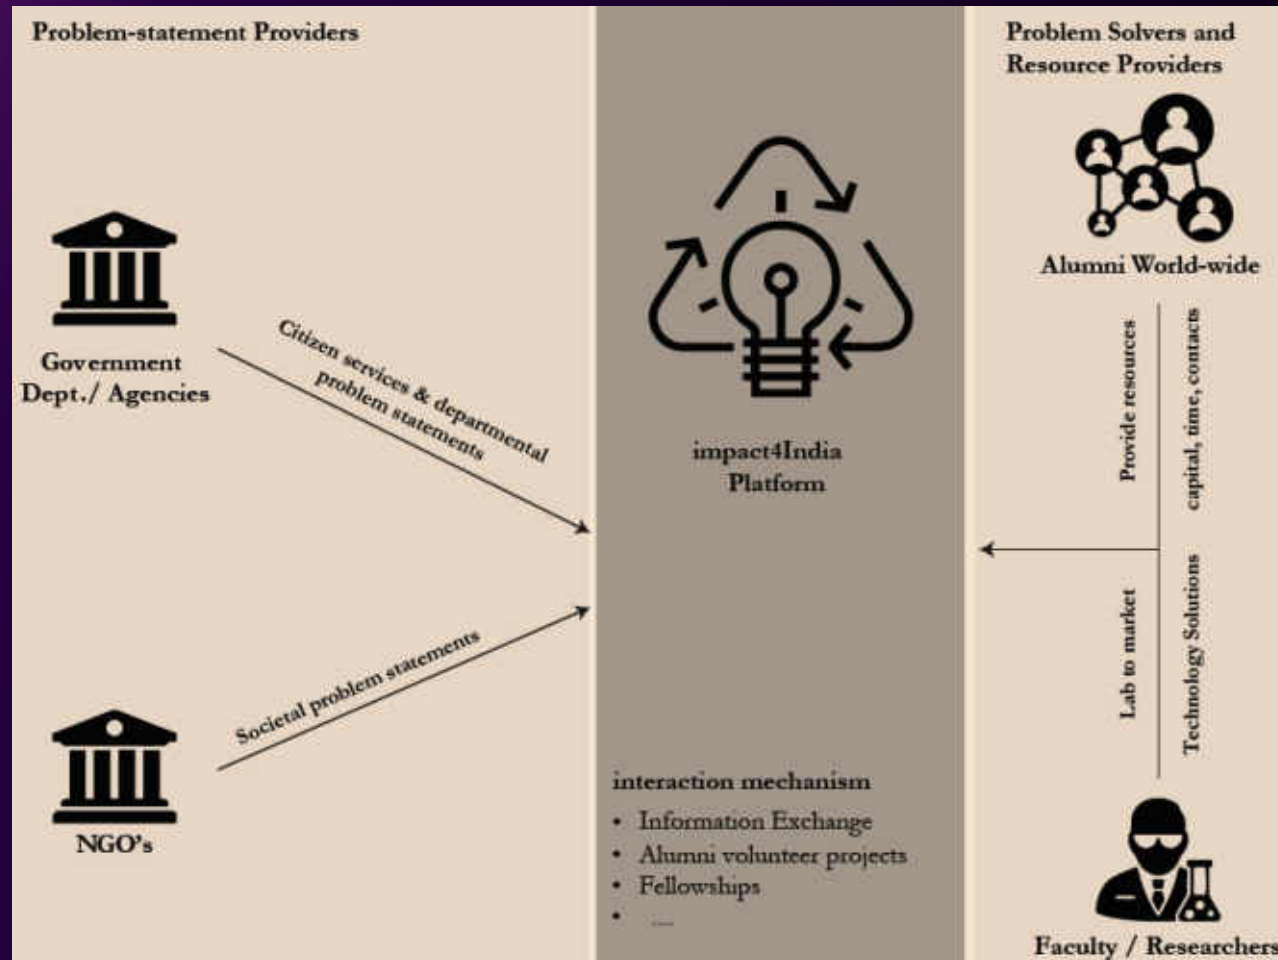 Problem-statement Providers
Government
Dept./ Agencies
Citizen services & departmental
problem statements
Societal problem statements
NGO's
impact4India
Platform
interaction mechanism
• Information Exchange
• Alumni volunteer projects
• Fellowships
• ....
Problem Solvers and
Resource Providers
Alumni World-wide
Provide resources
capital, time, contacts
Lab to market
Technology Solutions
Faculty / Researchers